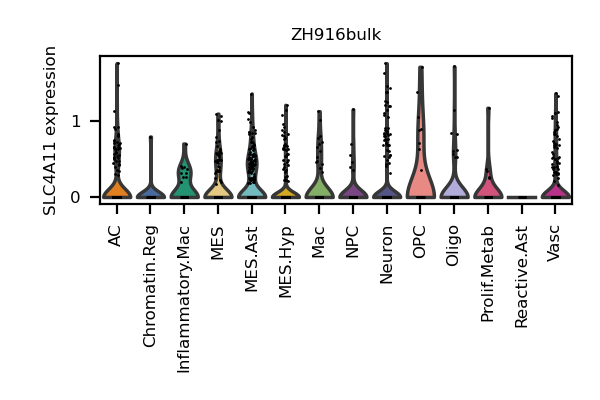 ZH916bulk
SLC4A11 expression
1
0
AC
Chromatin.Reg
Inflammatory.Mac
MES
MES.Ast
MES.Hyp
Mac
NPC
Neuron
OPC
Oligo
Prolif.Metab
Reactive.Ast
Vasc